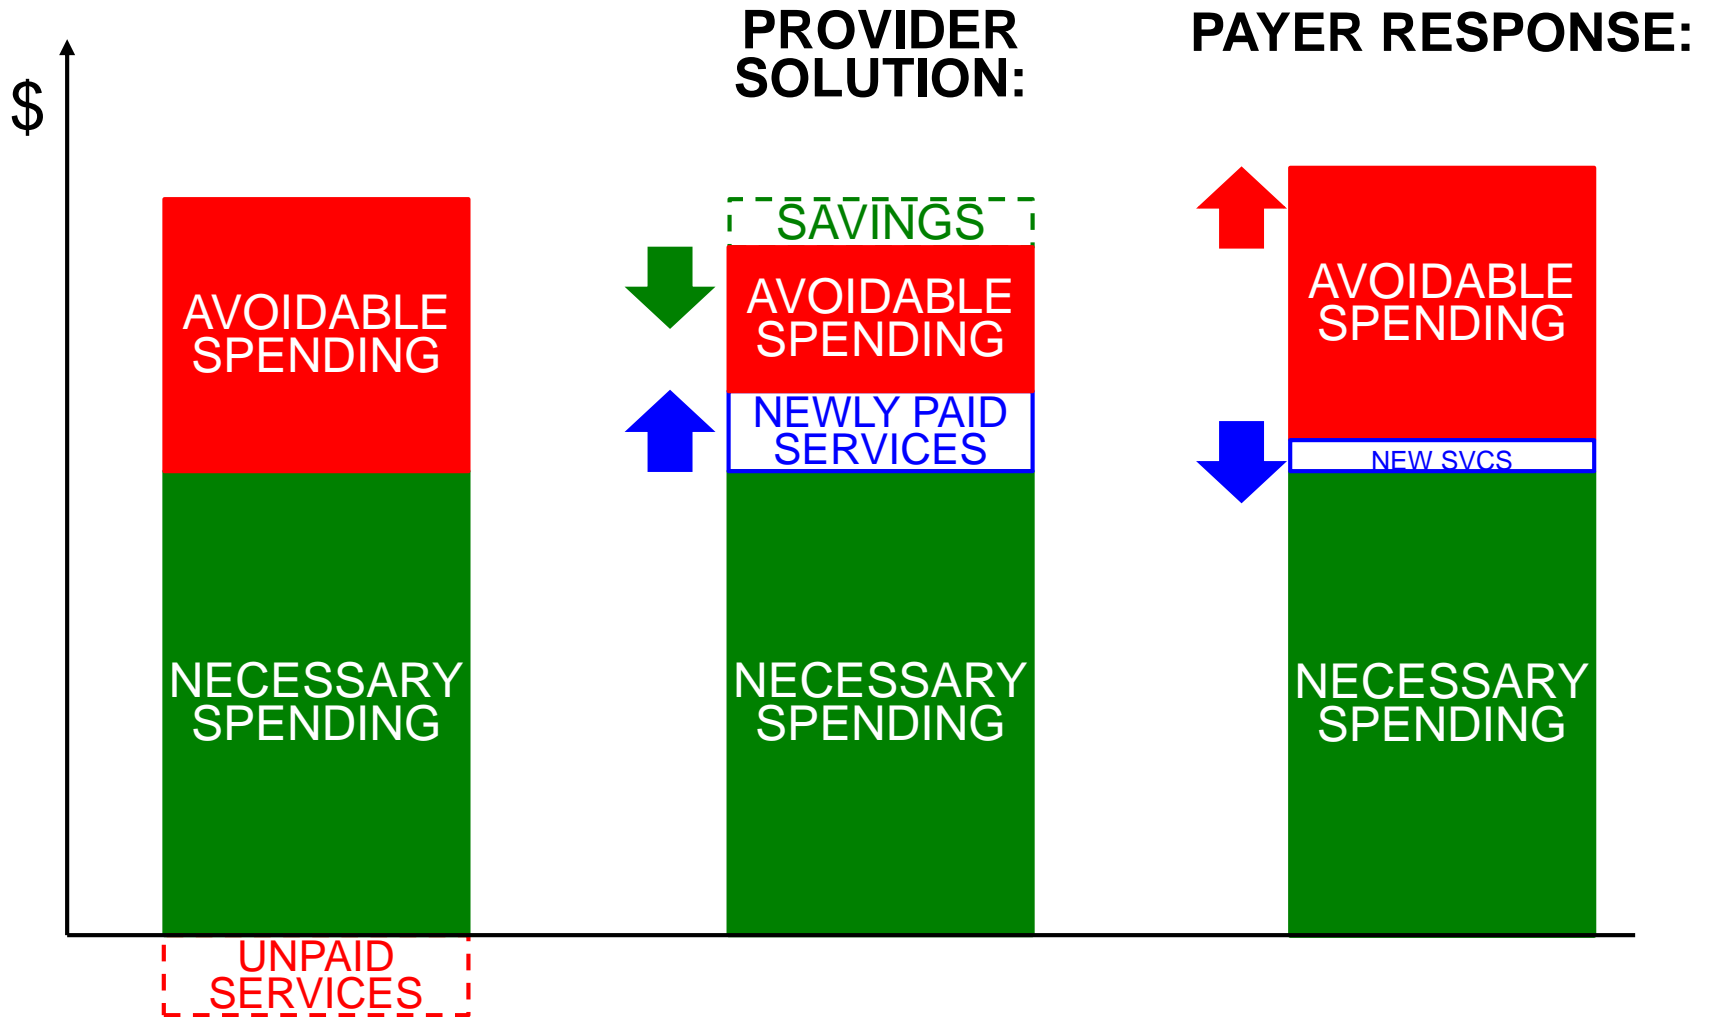 PROVIDER
SOLUTION:
PAYER RESPONSE:
$
AVOIDABLE
SPENDING
NECESSARY
SPENDING
UNPAID
SERVICES
SAVINGS
AVOIDABLE
SPENDING
NEWLY PAID
SERVICES
NECESSARY
SPENDING
AVOIDABLE
SPENDING
NEW SVCS
NECESSARY
SPENDING